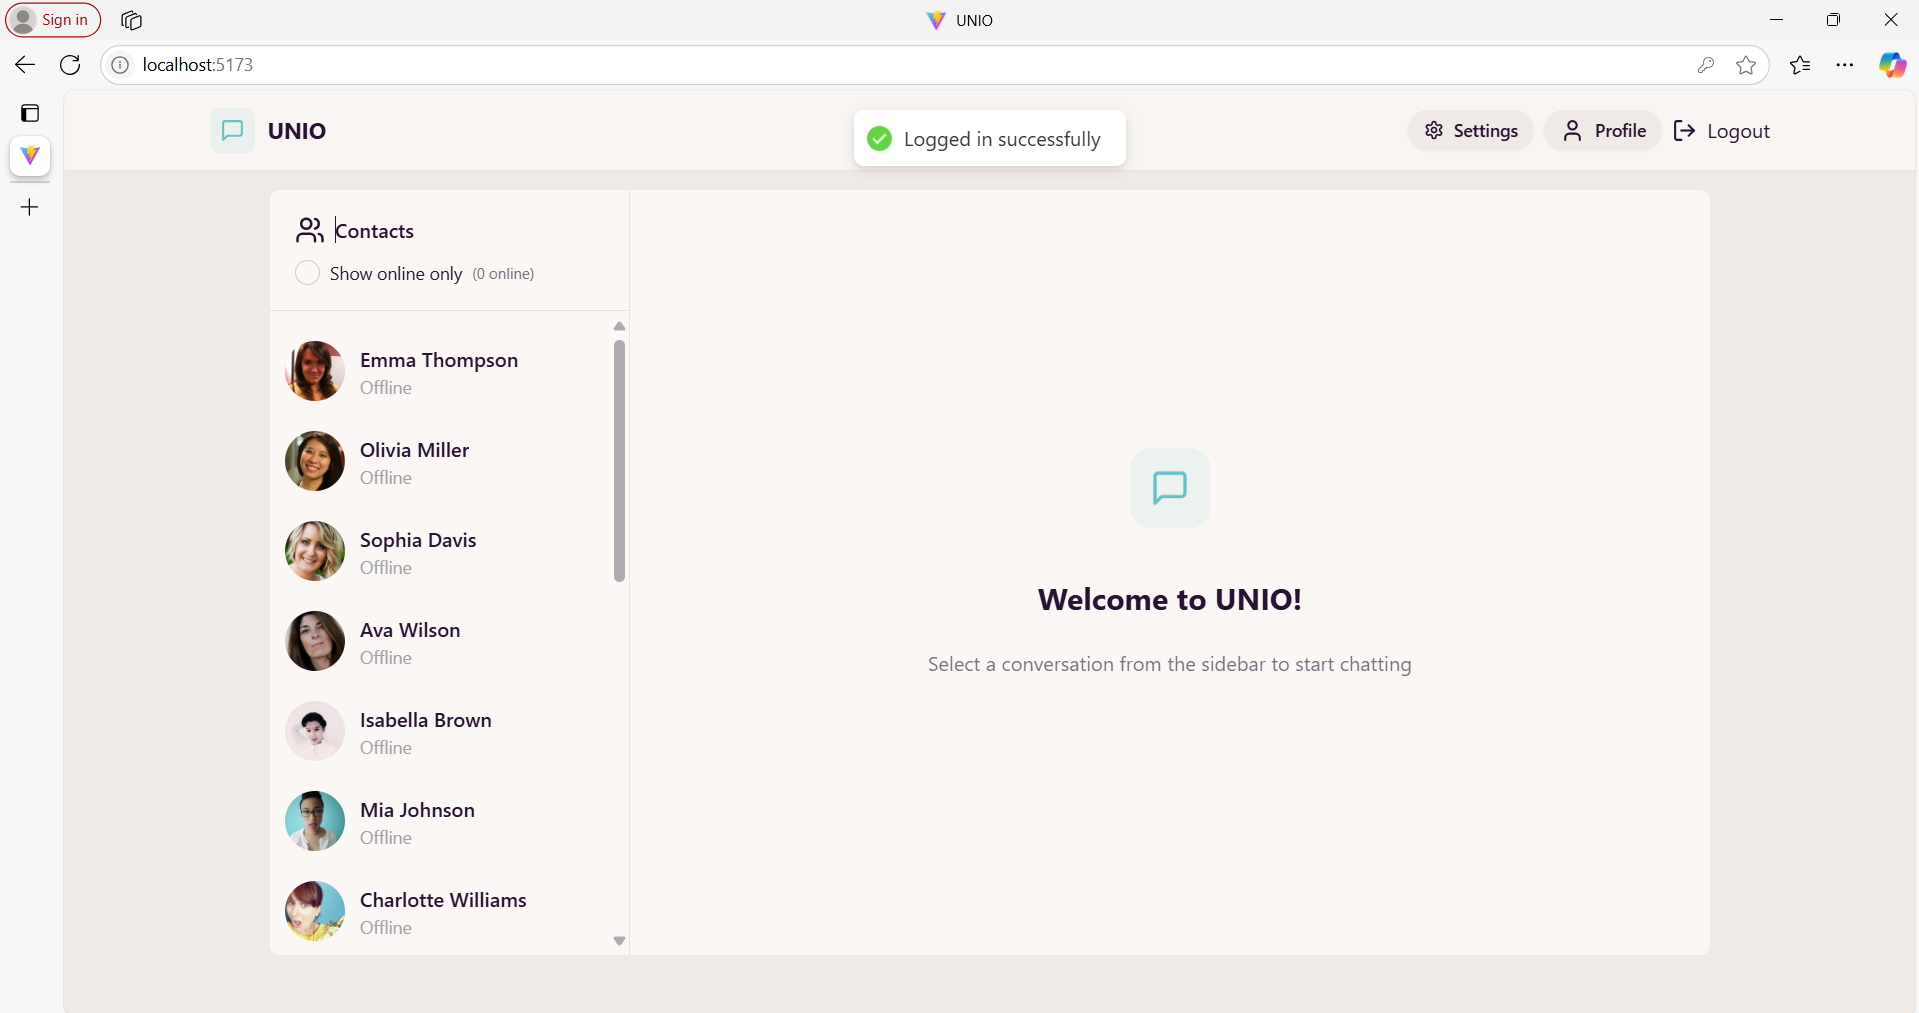 Sign in
UNIO
localhost:5173
UNIO
Logged in successfully
Settings
Profile
Logout
Contacts
Show online only (0 online)
Emma Thompson
Offline
Olivia Miller
Offline
Sophia Davis
Offline
Ava Wilson
Offline
Isabella Brown
Offline
Mia Johnson
Offline
Charlotte Williams
Offline
Welcome to UNIO!
Select a conversation from the sidebar to start chatting